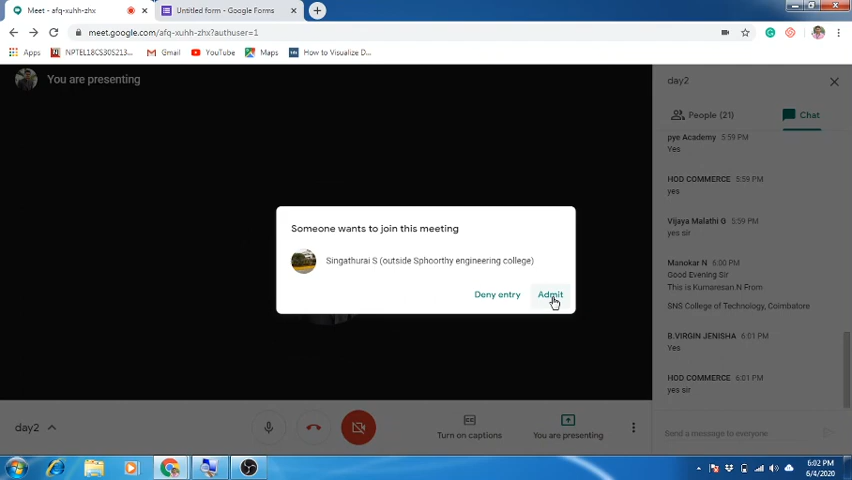 Meet - afq-xuhh-zhx
Untitled form - Google Forms
meet.google.com/afq-xuhh-zhx?authuser=1
Apps
NPTEL18CS30S213...
Gmail
YouTube
Maps
How to Visualize D...
You are presenting
day2
People (21)
Chat
pye Academy 5:59 PM
Yes
HOD COMMERCE 5:59 PM
yes
Vijaya Malathi G 5:59 PM
yes sir
Manokar N 6:00 PM
Good Evening Sir
This is Kumaresan N From
SNS College of Technology, Coimbatore
B.VIRGIN JENISHA 6:01 PM
Yes
HOD COMMERCE 6:01 PM
yes sir
Send a message to everyone
Someone wants to join this meeting
Singathurai S (outside Sphoorthy engineering college)
Deny entry
Admit
day2
Turn on captions
You are presenting
6:02 PM
6/4/2020